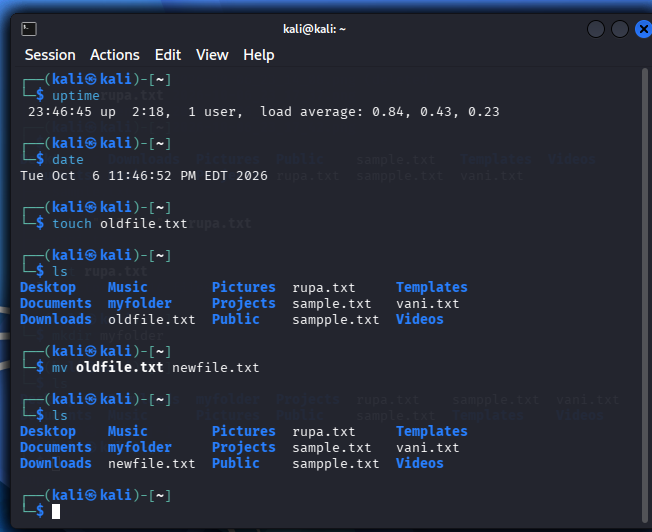 kali@kali: ~
Session Actions Edit View Help
┌──(kali㉿kali)-[~]
└─$ uptime
 23:46:45 up  2:18,  1 user,  load average: 0.84, 0.43, 0.23
┌──(kali㉿kali)-[~]
└─$ date
Tue Oct  6 11:46:52 PM EDT 2026
┌──(kali㉿kali)-[~]
└─$ touch oldfile.txt
┌──(kali㉿kali)-[~]
└─$ ls
Desktop    Music        Pictures  rupa.txt    Templates
Documents  myfolder     Projects  sample.txt  vani.txt
Downloads  oldfile.txt  Public    sampple.txt  Videos
┌──(kali㉿kali)-[~]
└─$ mv oldfile.txt newfile.txt
┌──(kali㉿kali)-[~]
└─$ ls
Desktop    Music        Pictures  rupa.txt    Templates
Documents  myfolder     Projects  sample.txt  vani.txt
Downloads  newfile.txt  Public    sampple.txt  Videos
┌──(kali㉿kali)-[~]
└─$